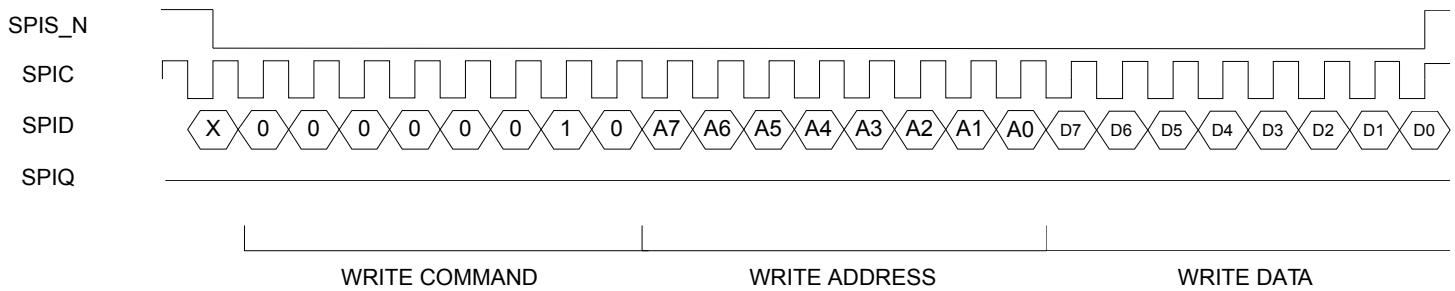 SPIS_N
SPIC
SPID X 0 0 0 0 0 0 1 0 A7 A6 A5 A4 A3 A2 A1 A0 D7 D6 D5 D4 D3 D2 D1 D0
SPIQ
WRITE COMMAND WRITE ADDRESS WRITE DATA